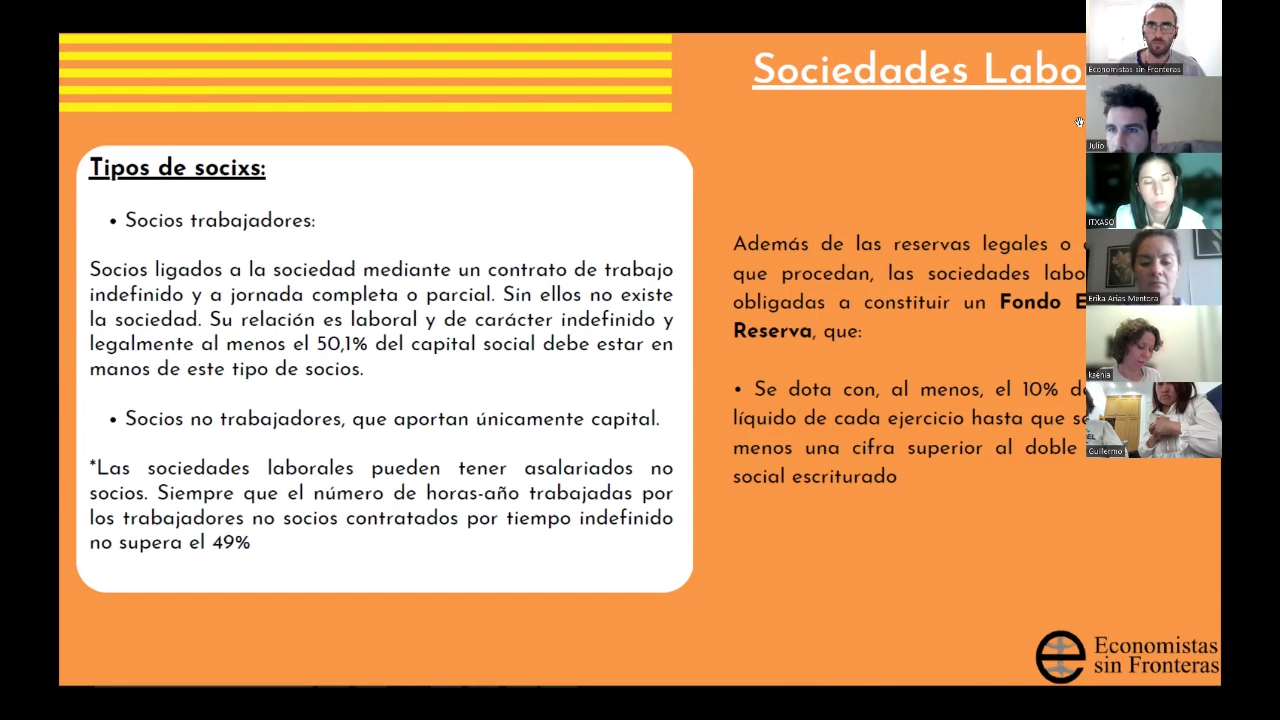 Sociedades Labo
Tipos de socixs:
• Socios trabajadores:
Socios ligados a la sociedad mediante un contrato de trabajo
indefinido y a jornada completa o parcial. Sin ellos no existe
la sociedad. Su relación es laboral y de carácter indefinido y
legalmente al menos el 50,1% del capital social debe estar en
manos de este tipo de socios.
• Socios no trabajadores, que aportan únicamente capital.
*Las sociedades laborales pueden tener asalariados no
socios. Siempre que el número de horas-año trabajadas por
los trabajadores no socios contratados por tiempo indefinido
no supera el 49%
Además de las reservas legales o
que procedan, las sociedades labo
obligadas a constituir un Fondo E
Reserva, que:
• Se dota con, al menos, el 10% d
líquido de cada ejercicio hasta que s
menos una cifra superior al doble
social escriturado
Economistas
sin Fronteras
Economistas sin Fronteras
Julio
ITXASO
Erika Arias Mentora
ksenia
Guillermo